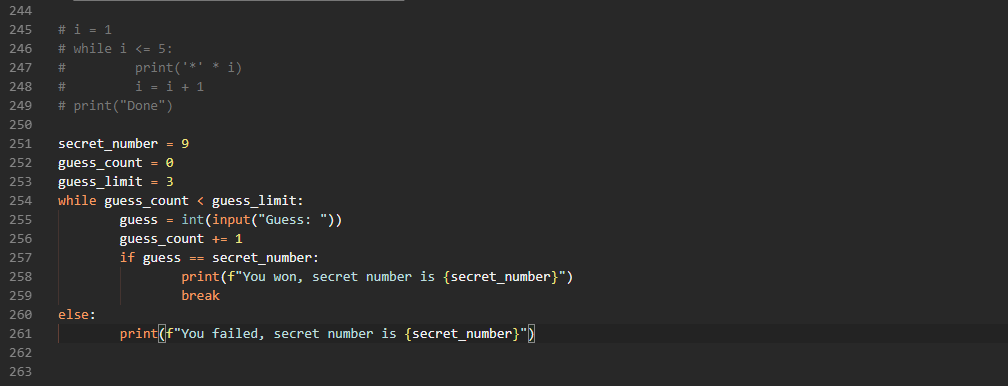 244
245 # i = 1
246 # while i <= 5:
247 #         print('*' * i)
248 #         i = i + 1
249 # print("Done")
250
251 secret_number = 9
252 guess_count = 0
253 guess_limit = 3
254 while guess_count < guess_limit:
255         guess = int(input("Guess: "))
256         guess_count += 1
257         if guess == secret_number:
258                 print(f"You won, secret number is {secret_number}")
259                 break
260 else:
261         print(f"You failed, secret number is {secret_number}")
262
263